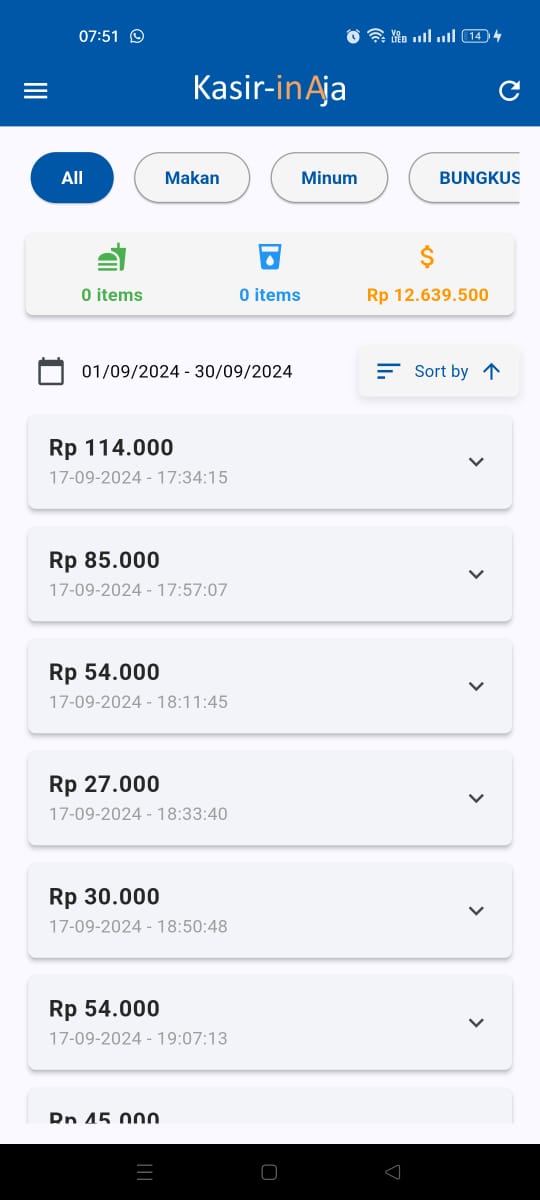 07:51 Vo LTE 14
Kasir-inAja
All Makan Minum BUNGKUS
0 items 0 items Rp 12.639.500
01/09/2024 - 30/09/2024 Sort by
Rp 114.000
17-09-2024 - 17:34:15
Rp 85.000
17-09-2024 - 17:57:07
Rp 54.000
17-09-2024 - 18:11:45
Rp 27.000
17-09-2024 - 18:33:40
Rp 30.000
17-09-2024 - 18:50:48
Rp 54.000
17-09-2024 - 19:07:13
Rp 45.000